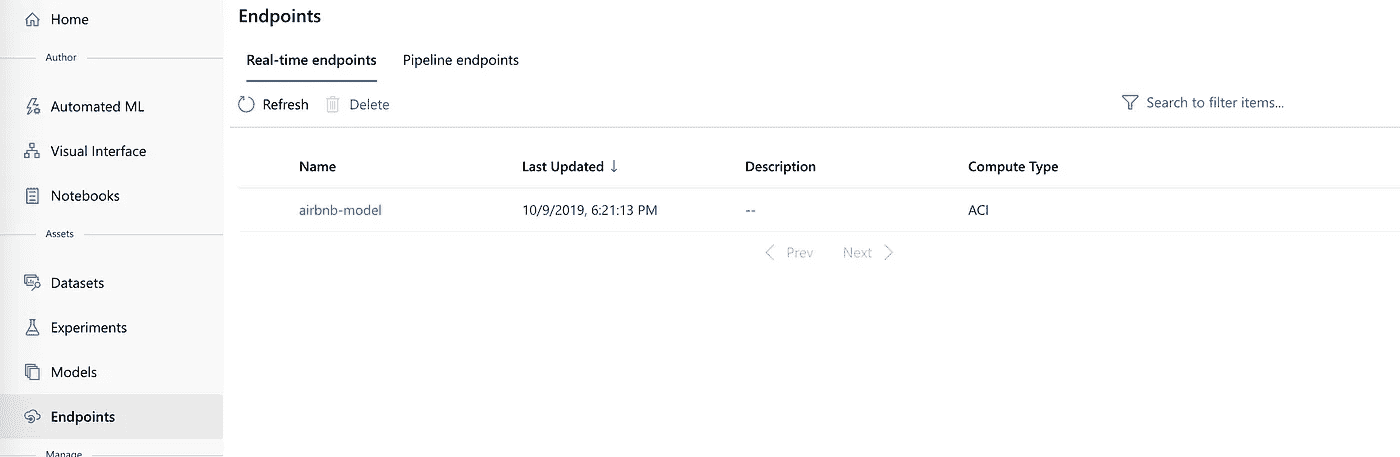 Home
Author
Automated ML
Visual Interface
Notebooks
Assets
Datasets
Experiments
Models
Endpoints
Manage
Endpoints
Real-time endpoints Pipeline endpoints
Refresh Delete Search to filter items...
Name Last Updated ↓ Description Compute Type
airbnb-model 10/9/2019, 6:21:13 PM -- ACI
Prev Next